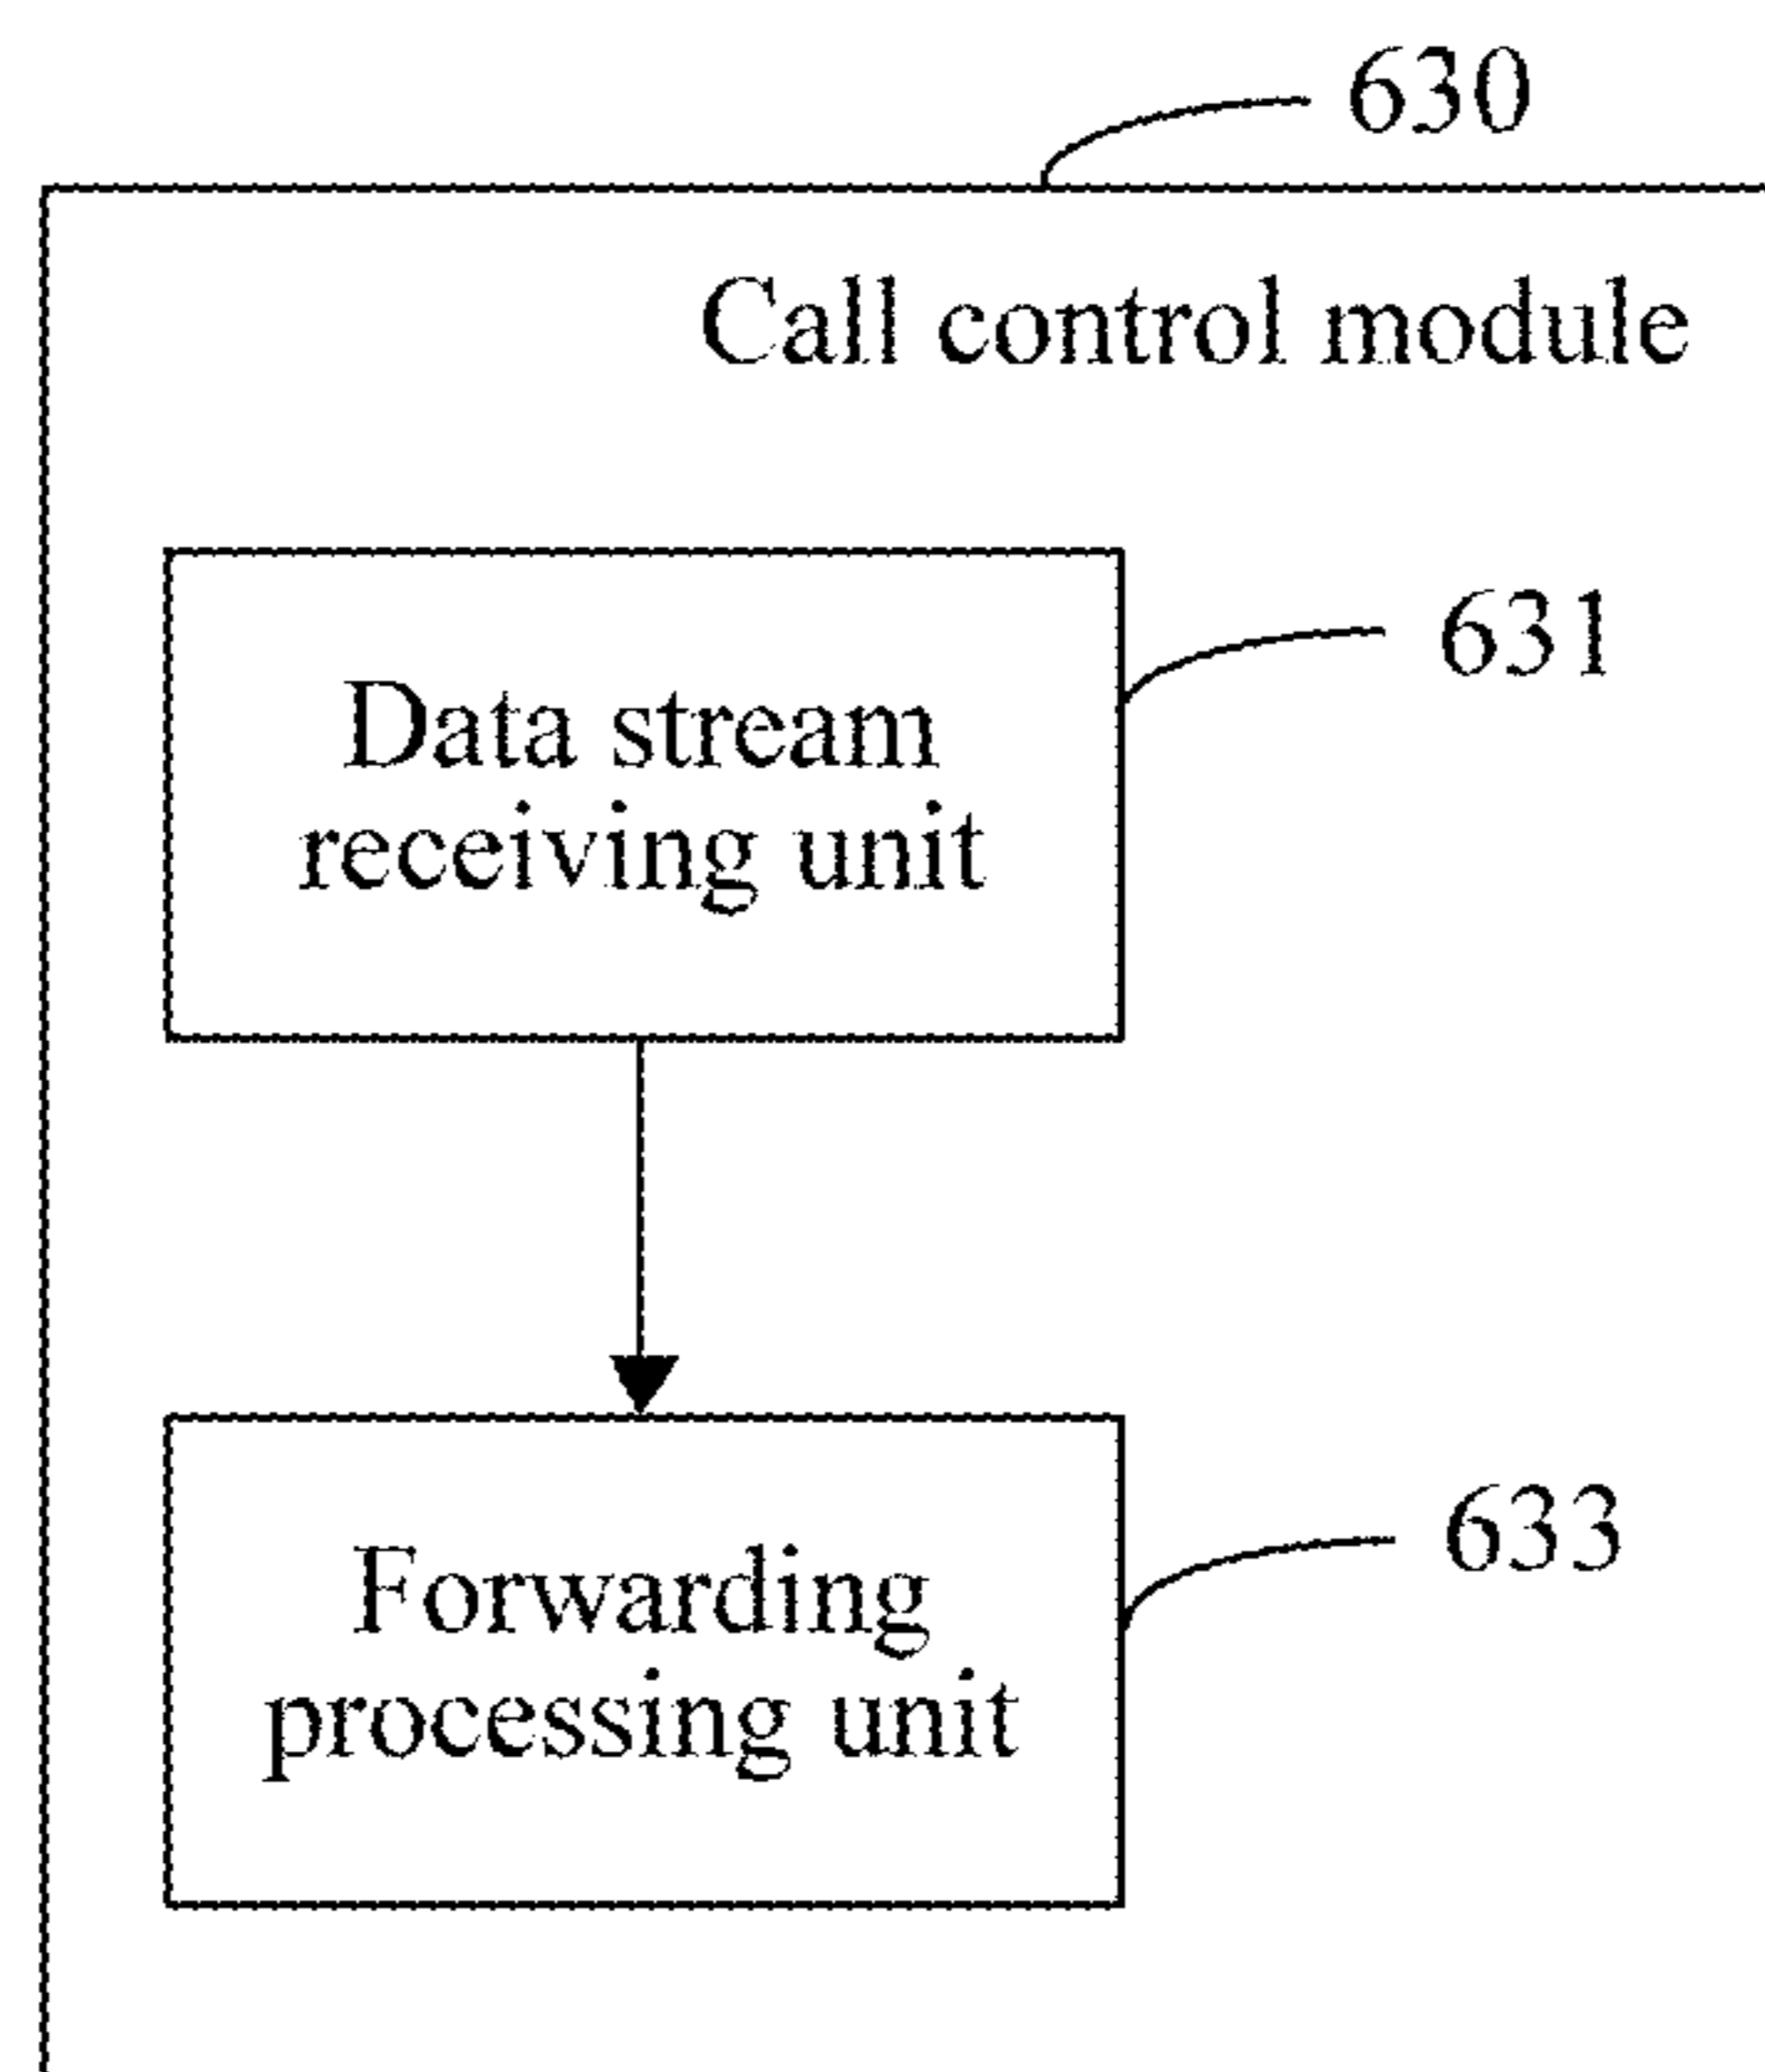 630
Call control module
631
Data stream
receiving unit
633
Forwarding
processing unit